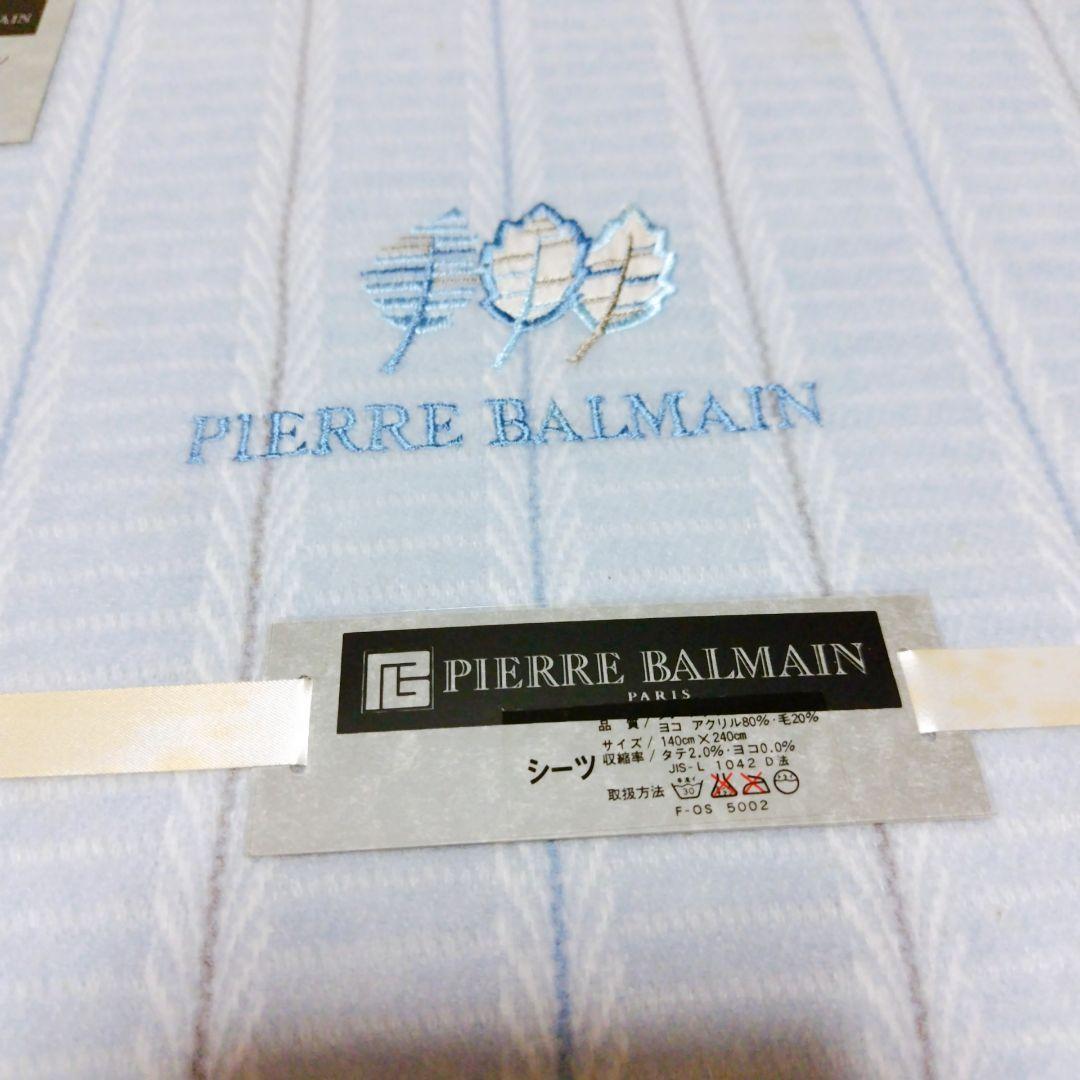 AIN
PIERRE BALMAIN
PIERRE BALMAIN
PARIS
品質/
ヨコ アクリル80%・毛20%
サイズ/140cm×240cm
シーツ 収縮率/タテ2.0%・ヨコ0.0%
JIS-L 1042 D法
取扱方法 30
F-OS 5002